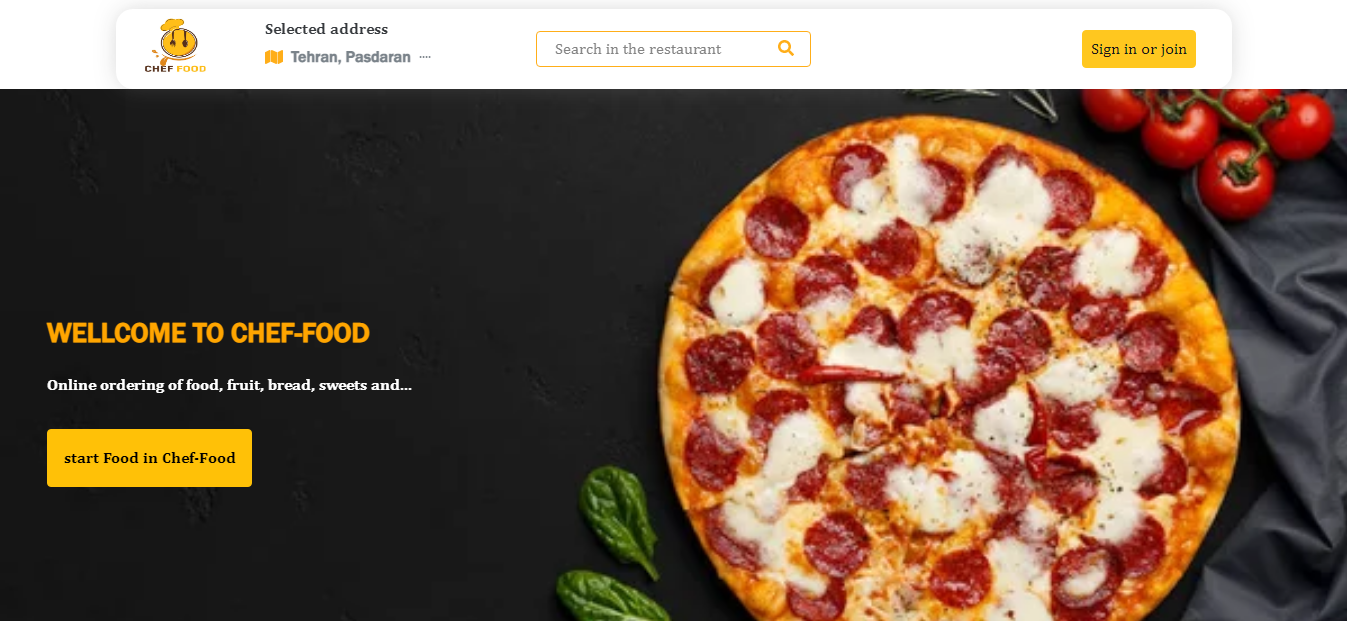 CHEF FOOD
Selected address
Tehran, Pasdaran ....
Search in the restaurant
Sign in or join
WELLCOME TO CHEF-FOOD
Online ordering of food, fruit, bread, sweets and...
start Food in Chef-Food